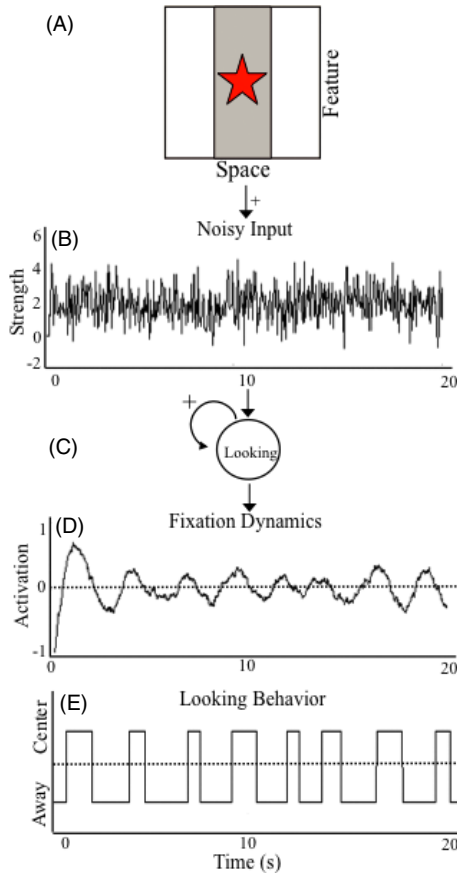 (A)
Feature
Space
+
(B)
Noisy Input
Strength
6
4
2
0
-2
0 10 20
+
(C)
Looking
(D)
Fixation Dynamics
Activation
1
0
-1
0 10 20
(E)
Looking Behavior
Center
Away
0 10 20
Time (s)